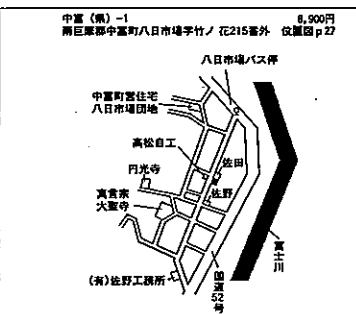 中富(県)-1 8,900円
南巨摩郡中富町八日市場字竹ノ花215番外 位置図p27
八日市場バス停
中富町営住宅
八日市場団地
高松自工
佐田
円光寺
佐野
真言宗
大聖寺
富士川
(有)佐野工務所
国道52号